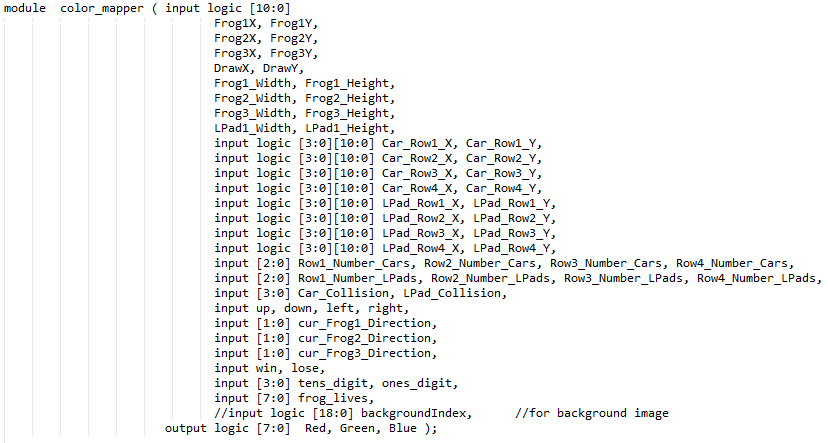 module  color_mapper ( input logic [10:0]
Frog1X, Frog1Y,
Frog2X, Frog2Y,
Frog3X, Frog3Y,
DrawX, DrawY,
Frog1_Width, Frog1_Height,
Frog2_Width, Frog2_Height,
Frog3_Width, Frog3_Height,
LPad1_Width, LPad1_Height,
input logic [3:0][10:0] Car_Row1_X, Car_Row1_Y,
input logic [3:0][10:0] Car_Row2_X, Car_Row2_Y,
input logic [3:0][10:0] Car_Row3_X, Car_Row3_Y,
input logic [3:0][10:0] Car_Row4_X, Car_Row4_Y,
input logic [3:0][10:0] LPad_Row1_X, LPad_Row1_Y,
input logic [3:0][10:0] LPad_Row2_X, LPad_Row2_Y,
input logic [3:0][10:0] LPad_Row3_X, LPad_Row3_Y,
input logic [3:0][10:0] LPad_Row4_X, LPad_Row4_Y,
input [2:0] Row1_Number_Cars, Row2_Number_Cars, Row3_Number_Cars, Row4_Number_Cars,
input [2:0] Row1_Number_LPads, Row2_Number_LPads, Row3_Number_LPads, Row4_Number_LPads,
input [3:0] Car_Collision, LPad_Collision,
input up, down, left, right,
input [1:0] cur_Frog1_Direction,
input [1:0] cur_Frog2_Direction,
input [1:0] cur_Frog3_Direction,
input win, lose,
input [3:0] tens_digit, ones_digit,
input [7:0] frog_lives,
//input logic [18:0] backgroundIndex,      //for background image
output logic [7:0]  Red, Green, Blue );